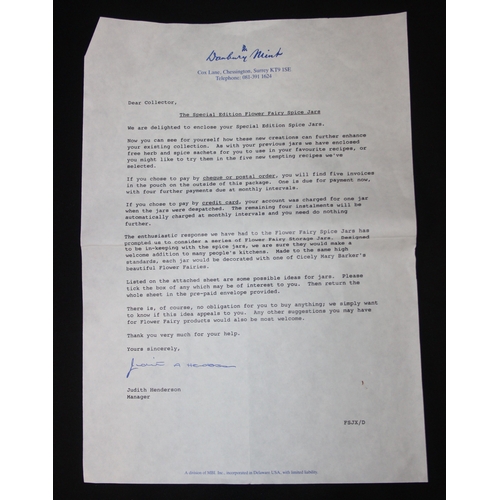 The
Danbury Mint
Cox Lane, Chessington, Surrey KT9 1SE
Telephone: 081-391 1624
Dear Collector,
The Special Edition Flower Fairy Spice Jars
We are delighted to enclose your Special Edition Spice Jars.
Now you can see for yourself how these new creations can further enhance
your existing collection. As with your previous jars we have enclosed
free herb and spice sachets for you to use in your favourite recipes, or
you might like to try them in the five new tempting recipes we've
selected.
If you chose to pay by cheque or postal order, you will find five invoices
in the pouch on the outside of this package. One is due for payment now,
with four further payments due at monthly intervals.
If you chose to pay by credit card, your account was charged for one jar
when the jars were despatched. The remaining four instalments will be
automatically charged at monthly intervals and you need do nothing
further.
The enthusiastic response we have had to the Flower Fairy Spice Jars has
prompted us to consider a series of Flower Fairy Storage Jars. Designed
to be in-keeping with the spice jars, we are sure they would make a
welcome addition to many people's kitchens. Made to the same high
standards, each jar would be decorated with one of Cicely Mary Barker's
beautiful Flower Fairies.
Listed on the attached sheet are some possible ideas for jars. Please
tick the box of any which may be of interest to you. Then return the
whole sheet in the pre-paid envelope provided.
There is, of course, no obligation for you to buy anything; we simply want
to know if this idea appeals to you. Any other suggestions you may have
for Flower Fairy products would also be most welcome.
Thank you very much for your help.
Yours sincerely,
Judith A Henderson
Judith Henderson
Manager
FSJS/D
A division of MBI, Inc., incorporated in Delaware USA, with limited liability.